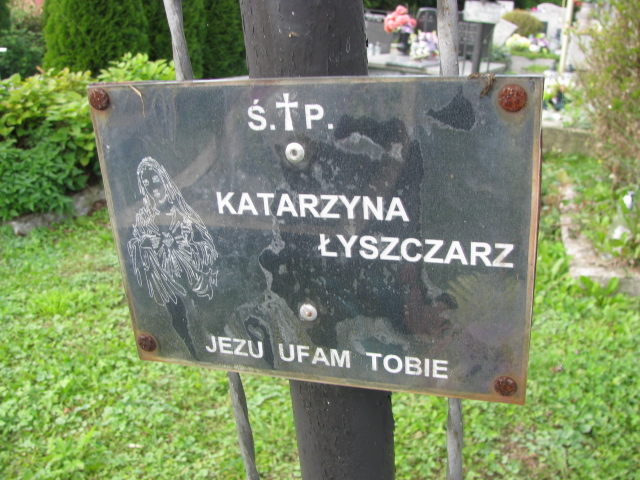 Ś.†P.
KATARZYNA
ŁYSZCZARZ
JEZU UFAM TOBIE